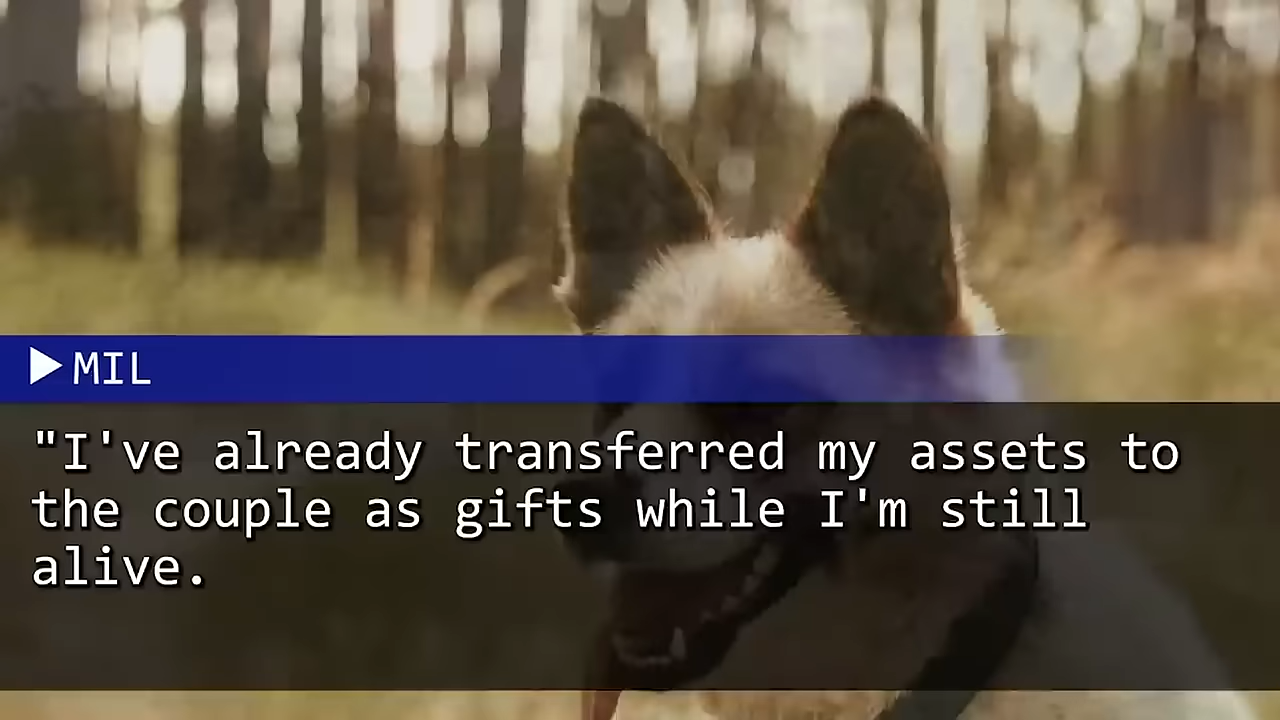 ▶MIL
"I've already transferred my assets to
the couple as gifts while I'm still
alive.